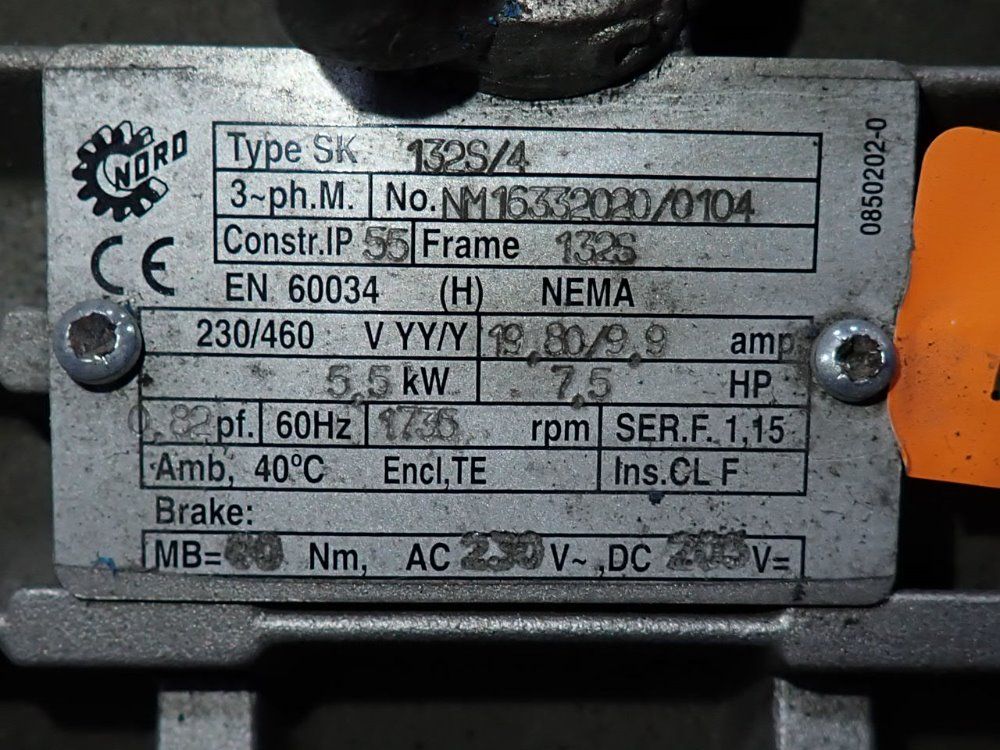 NORD
Type SK 132S/4
3~ph.M. No. NM16332020/0104
Constr.IP 55 Frame 132S
CE
EN 60034 (H) NEMA
230/460 V YY/Y 19,80/9,9 amp
5,5 kW 7,5 HP
0,82 pf. 60Hz 1735 rpm SER.F. 1,15
Amb, 40°C Encl,TE Ins.CL F
Brake:
MB= Nm, AC 230 V~ ,DC 205 V=
0850202-0